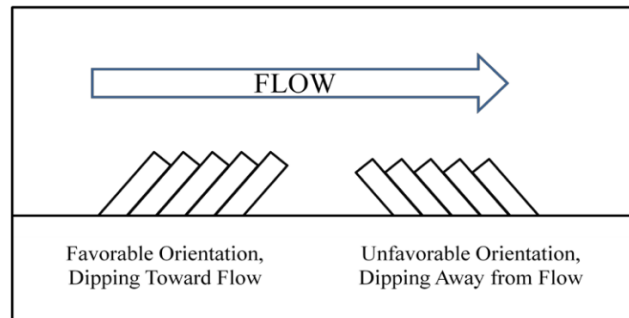 FLOW
Favorable Orientation,
Dipping Toward Flow
Unfavorable Orientation,
Dipping Away from Flow